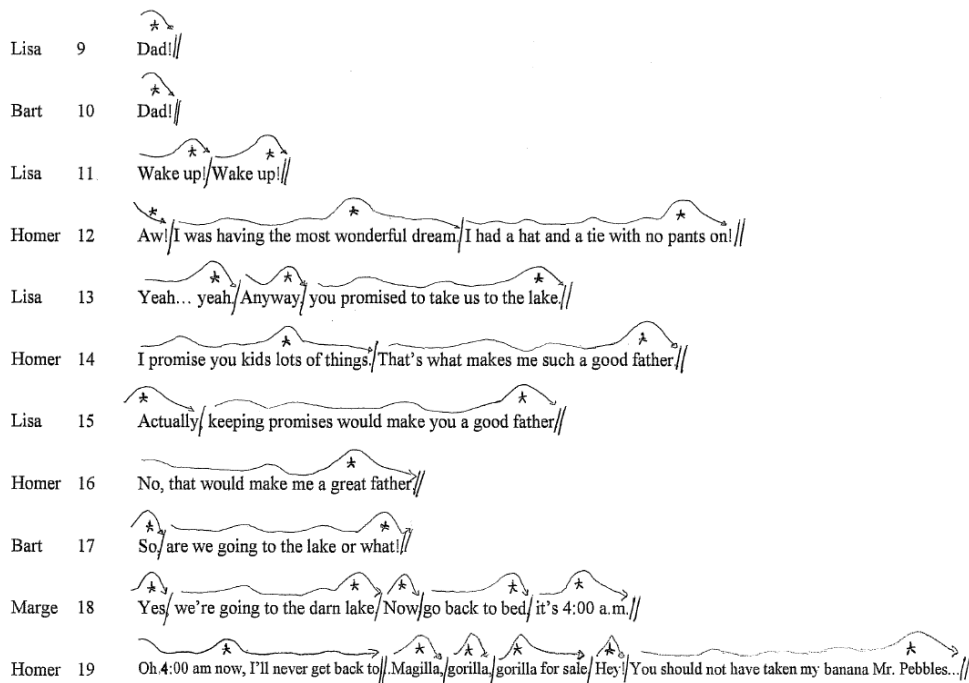 Lisa 9 Dad!//
Bart 10 Dad!//
Lisa 11 Wake up!/Wake up!//
Homer 12 Aw!/I was having the most wonderful dream./I had a hat and a tie with no pants on!//
Lisa 13 Yeah... yeah./Anyway,/ you promised to take us to the lake.//
Homer 14 I promise you kids lots of things./That's what makes me such a good father.//
Lisa 15 Actually,/ keeping promises would make you a good father.//
Homer 16 No, that would make me a great father.//
Bart 17 So,/ are we going to the lake or what!//
Marge 18 Yes,/ we're going to the darn lake./Now/go back to bed,/ it's 4:00 a.m.//
Homer 19 Oh 4:00 am now, I'll never get back to//..Magilla,/gorilla,/gorilla for sale/ Hey!/ You should not have taken my banana Mr. Pebbles...//